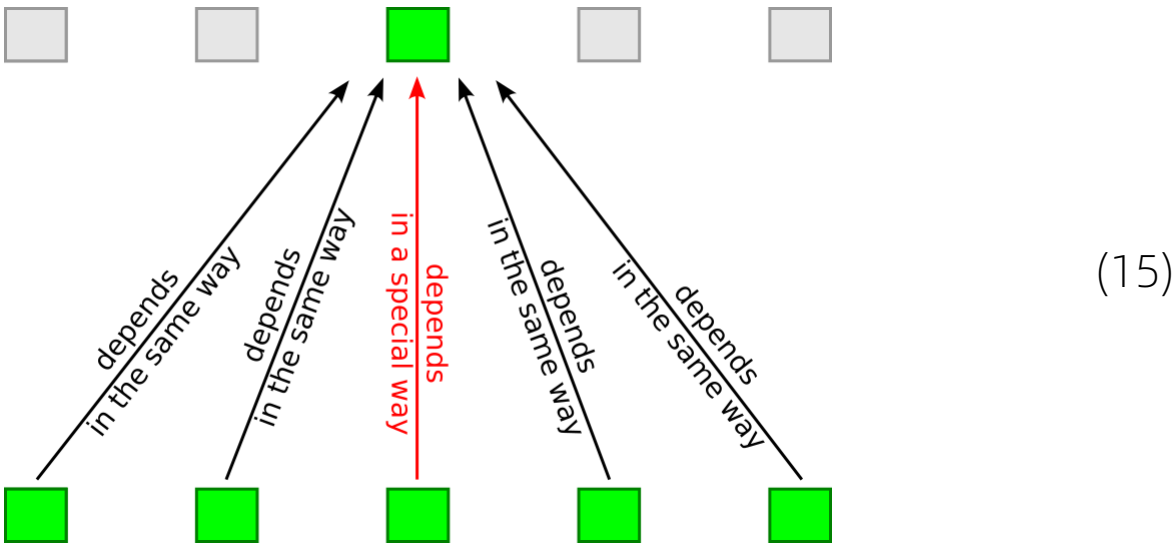 depends
in the same way
depends
in the same way
depends
in a special way
depends
in the same way
depends
in the same way
(15)